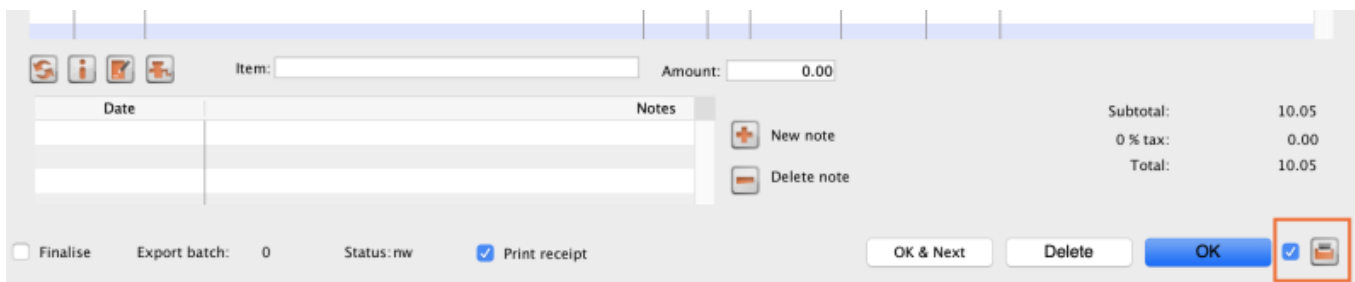 Item: Amount: 0.00
Date Notes
Subtotal: 10.05
New note
0 % tax: 0.00
Total: 10.05
Delete note
Finalise Export batch: 0 Status: nw Print receipt OK & Next Delete OK